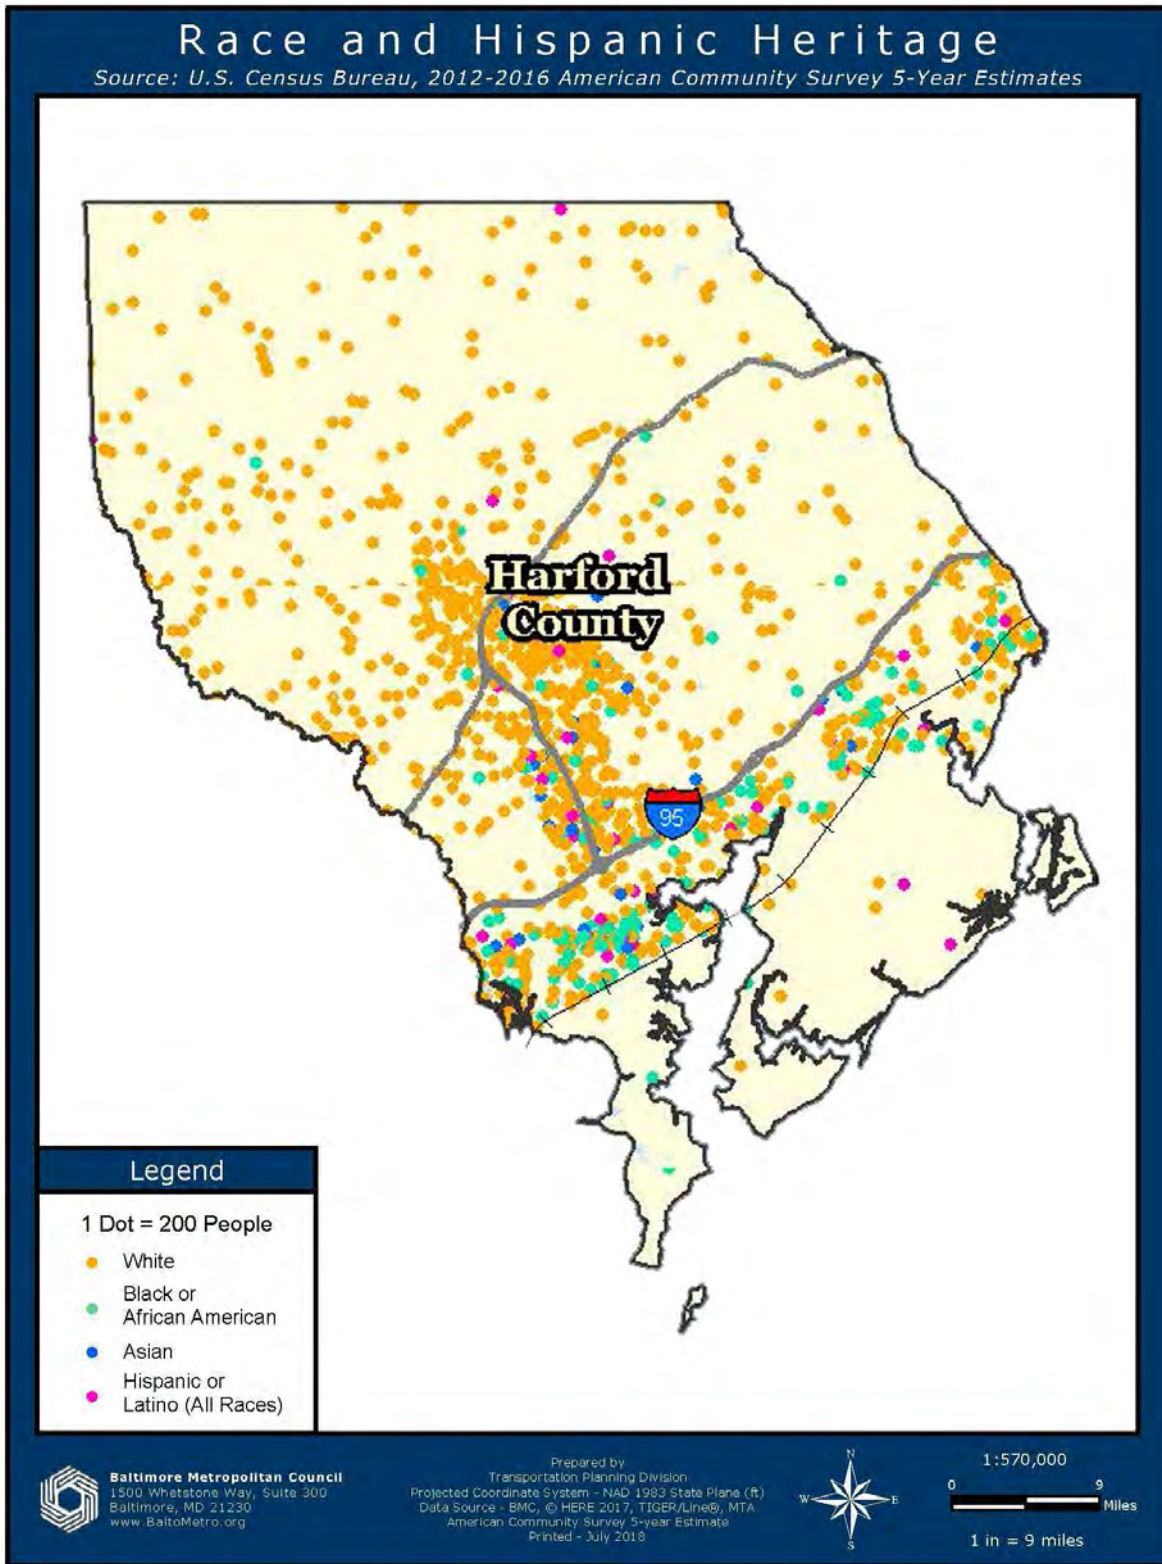 Race and Hispanic Heritage
Source: U.S. Census Bureau, 2012-2016 American Community Survey 5-Year Estimates
Harford
County
95
Legend
1 Dot = 200 People
White
Black or
African American
Asian
Hispanic or
Latino (All Races)
Baltimore Metropolitan Council
1500 Whetstone Way, Suite 300
Baltimore, MD 21230
www.BaltoMetro.org
Prepared by
Transportation Planning Division
Projected Coordinate System - NAD 1983 State Plane (ft)
Data Source - BMC, © HERE 2017, TIGER/Line®, MTA
American Community Survey 5-year Estimate
Printed - July 2018
N
W
E
S
1:570,000
0 9
Miles
1 in = 9 miles